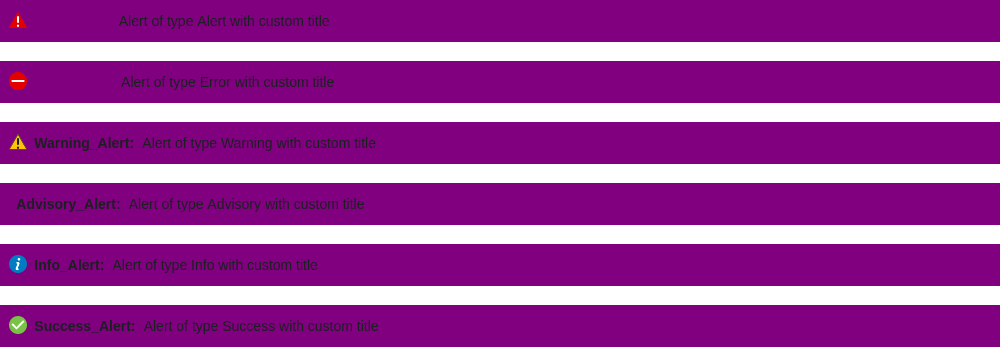 Alert of type Alert with custom title
Alert of type Error with custom title
Warning_Alert: Alert of type Warning with custom title
Advisory_Alert: Alert of type Advisory with custom title
Info_Alert: Alert of type Info with custom title
Success_Alert: Alert of type Success with custom title